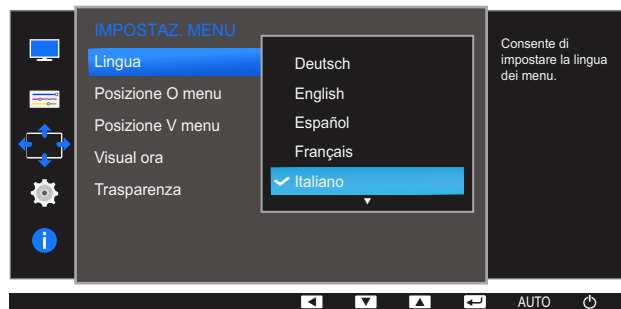 IMPOSTAZ. MENU
Lingua
Posizione O menu
Posizione V menu
Visual ora
Trasparenza
Deutsch
English
Español
Français
Italiano
Consente di
impostare la lingua
dei menu.
AUTO